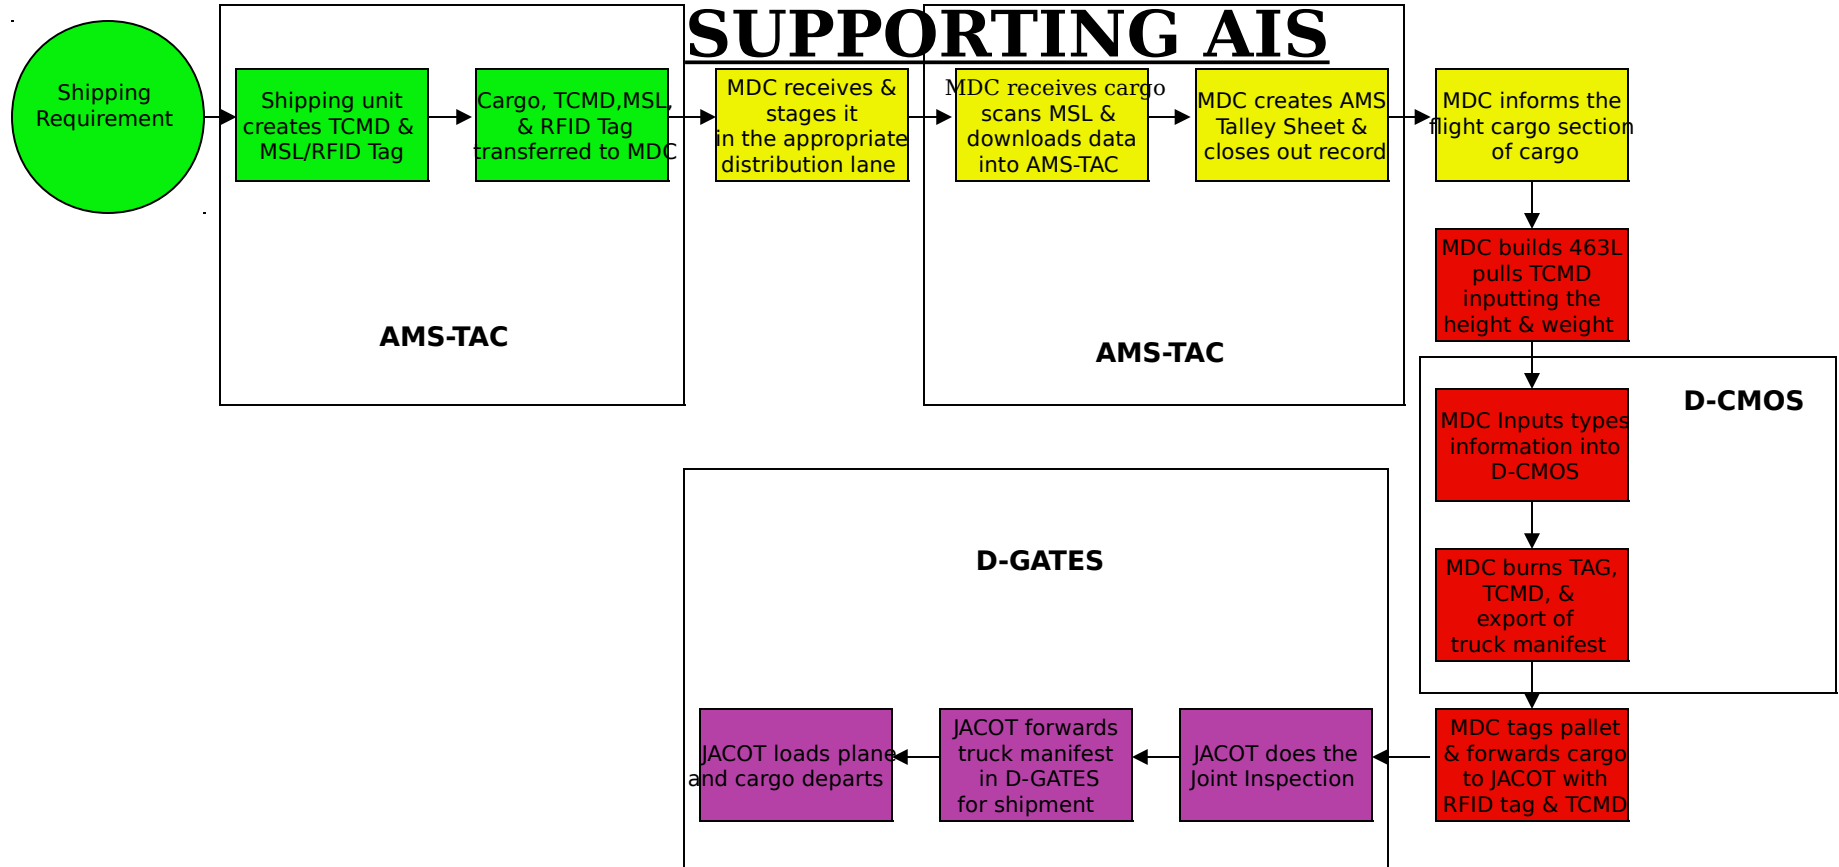 SUPPORTING AIS
Shipping
Requirement
Shipping unit
creates TCMD &
MSL/RFID Tag
Cargo, TCMD,MSL,
& RFID Tag
transferred to MDC
MDC receives &
stages it
in the appropriate
distribution lane
MDC receives cargo
scans MSL &
downloads data
into AMS-TAC
MDC creates AMS
Talley Sheet &
closes out record
MDC informs the
flight cargo section
of cargo
AMS-TAC
AMS-TAC
MDC builds 463L
pulls TCMD
inputting the
height & weight
D-CMOS
MDC Inputs types
information into
D-CMOS
MDC burns TAG,
TCMD, &
export of
truck manifest
D-GATES
MDC tags pallet
& forwards cargo
to JACOT with
RFID tag & TCMD
JACOT does the
Joint Inspection
JACOT forwards
truck manifest
in D-GATES
for shipment
JACOT loads plane
and cargo departs